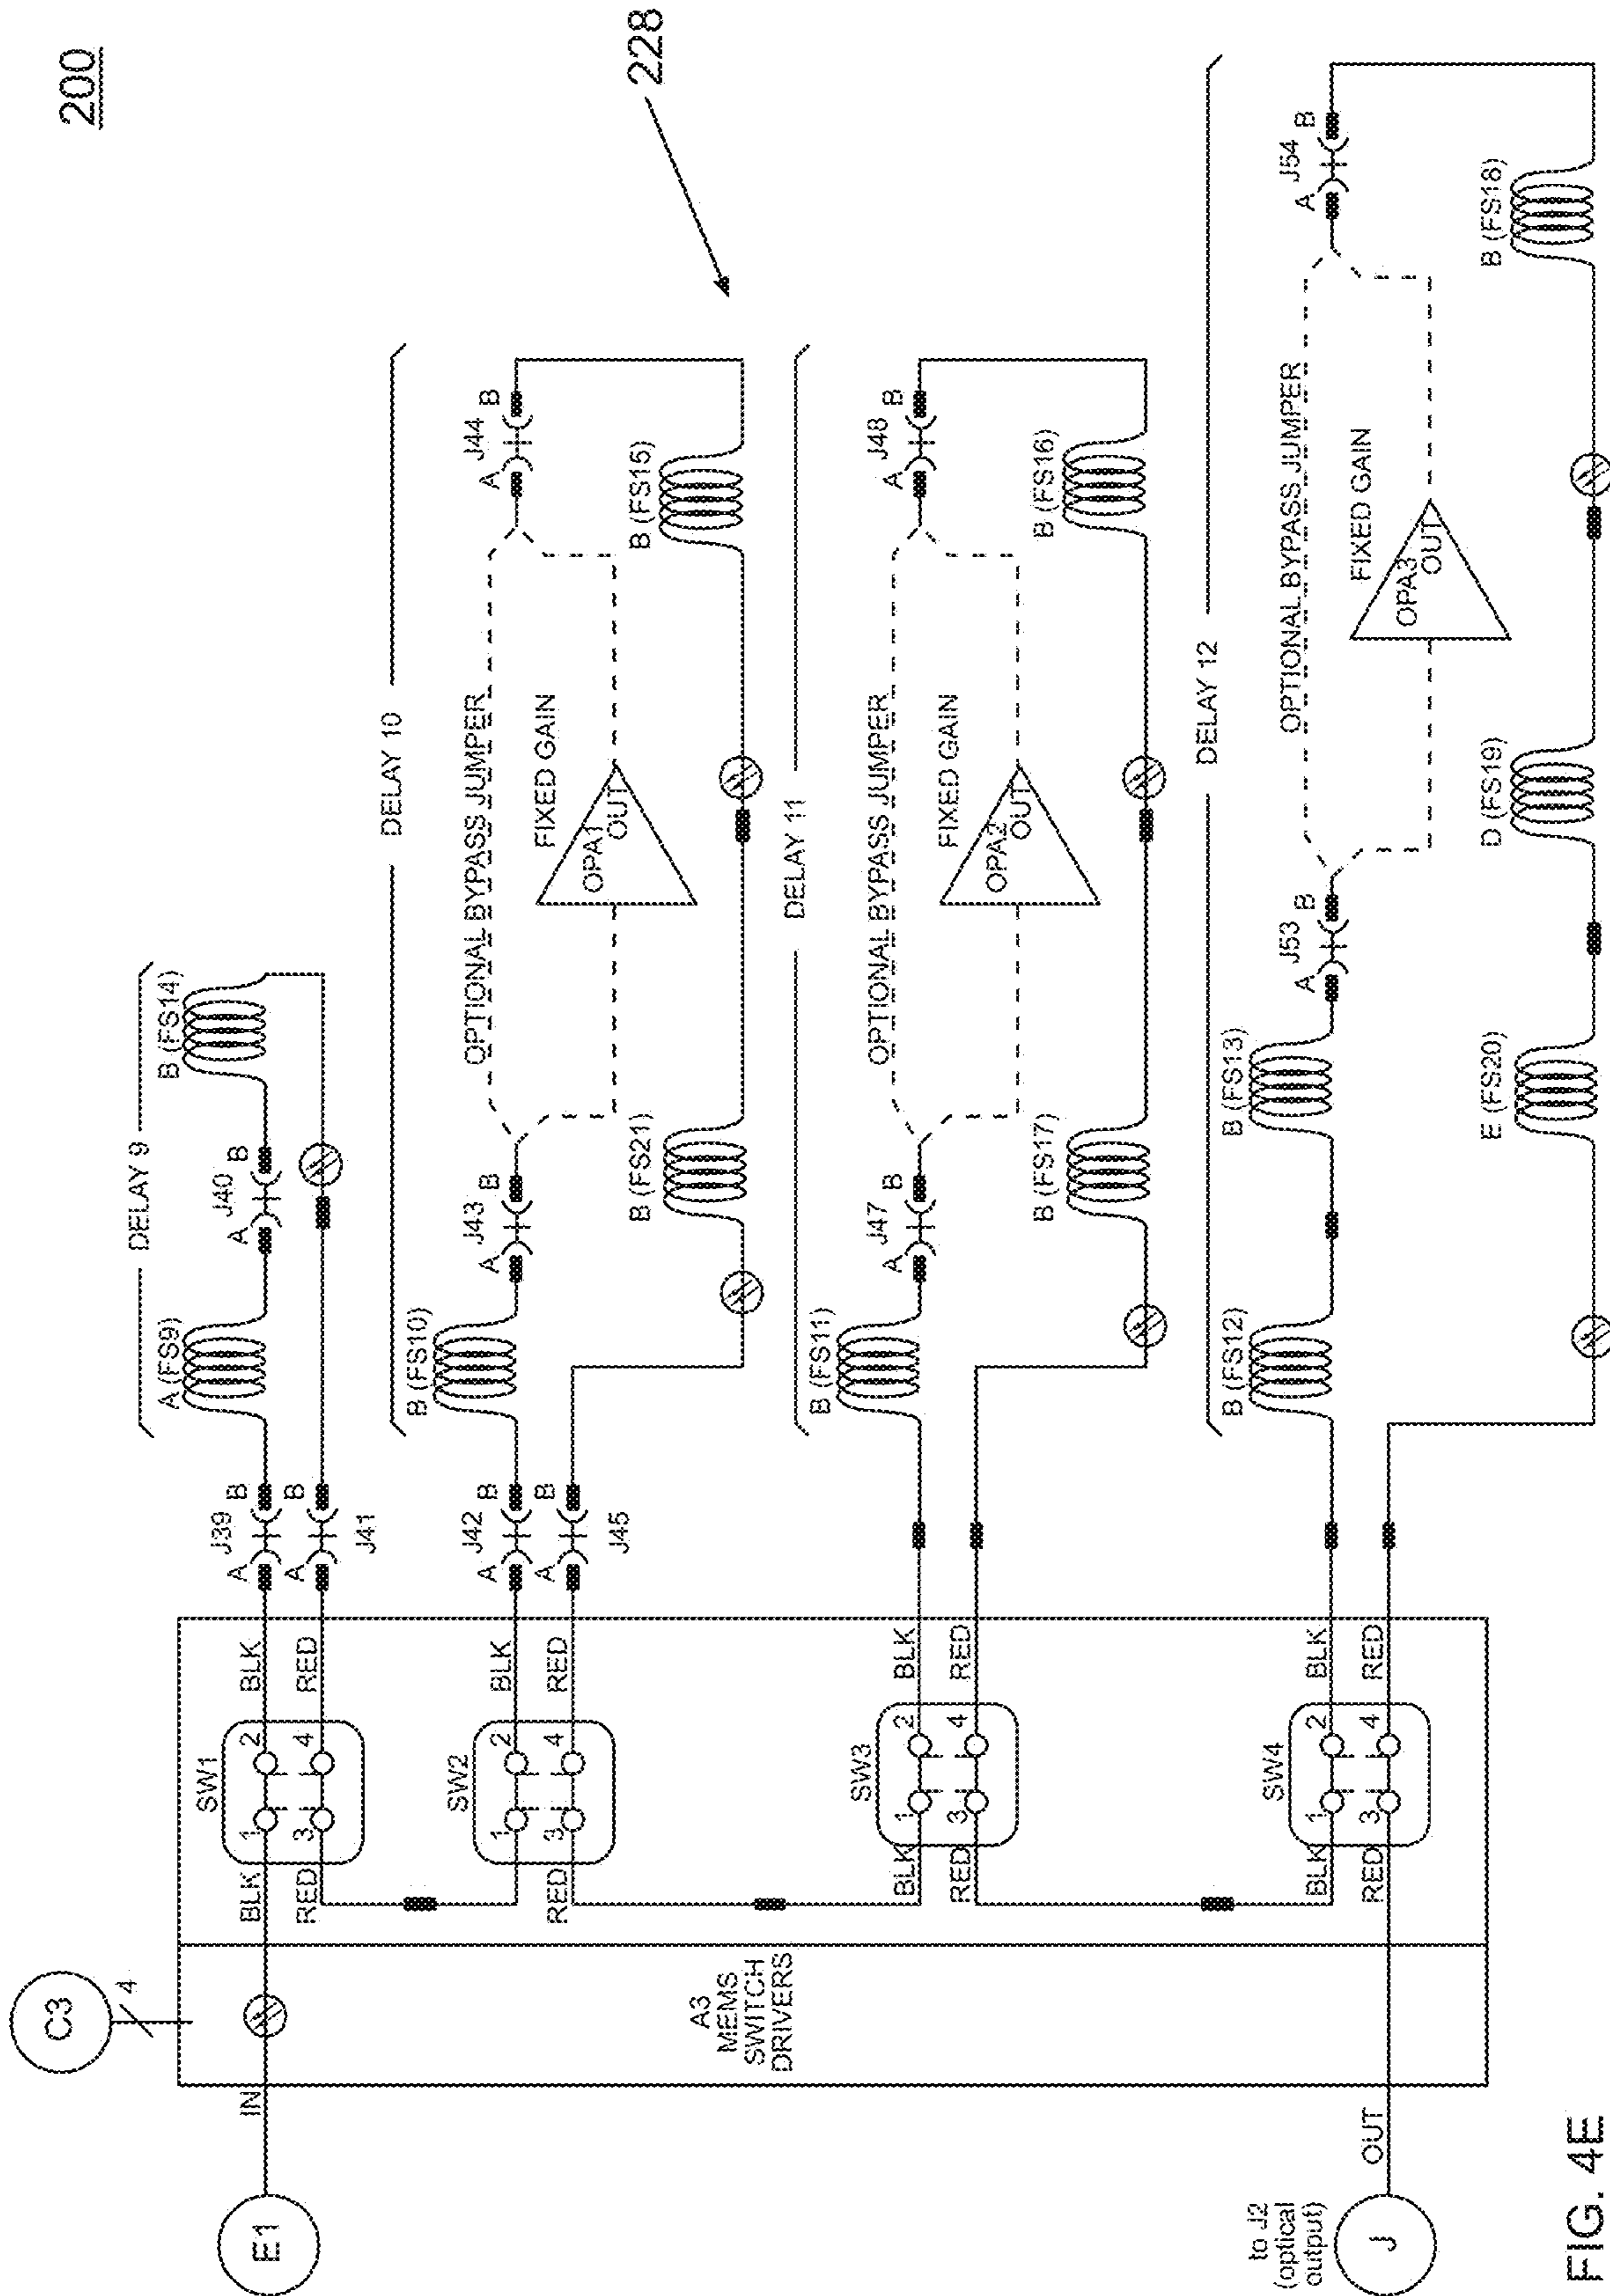 200
228
C3
4
E1
IN
A3
MEMS
SWITCH
DRIVERS
OUT
to J2
(optical
output)
J
SW1
BLK
1
2
BLK
RED
3
4
RED
J39
A
B
A
B
J41
DELAY 9
A (FS9)
A
J40
B
B (FS14)
SW2
1
2
BLK
RED
3
4
RED
J42
A
B
A
B
J45
DELAY 10
B (FS10)
A
J43
B
OPTIONAL BYPASS JUMPER
FIXED GAIN
OPA1
OUT
A
J44
B
B (FS21)
B (FS15)
SW3
BLK
1
2
BLK
RED
3
4
RED
DELAY 11
B (FS11)
A
J47
B
OPTIONAL BYPASS JUMPER
FIXED GAIN
OPA2
OUT
A
J48
B
B (FS17)
B (FS16)
SW4
BLK
1
2
BLK
RED
3
4
RED
DELAY 12
B (FS12)
B (FS13)
A
J53
B
OPTIONAL BYPASS JUMPER
FIXED GAIN
OPA3
OUT
A
J54
B
E (FS20)
D (FS19)
B (FS18)
FIG. 4E